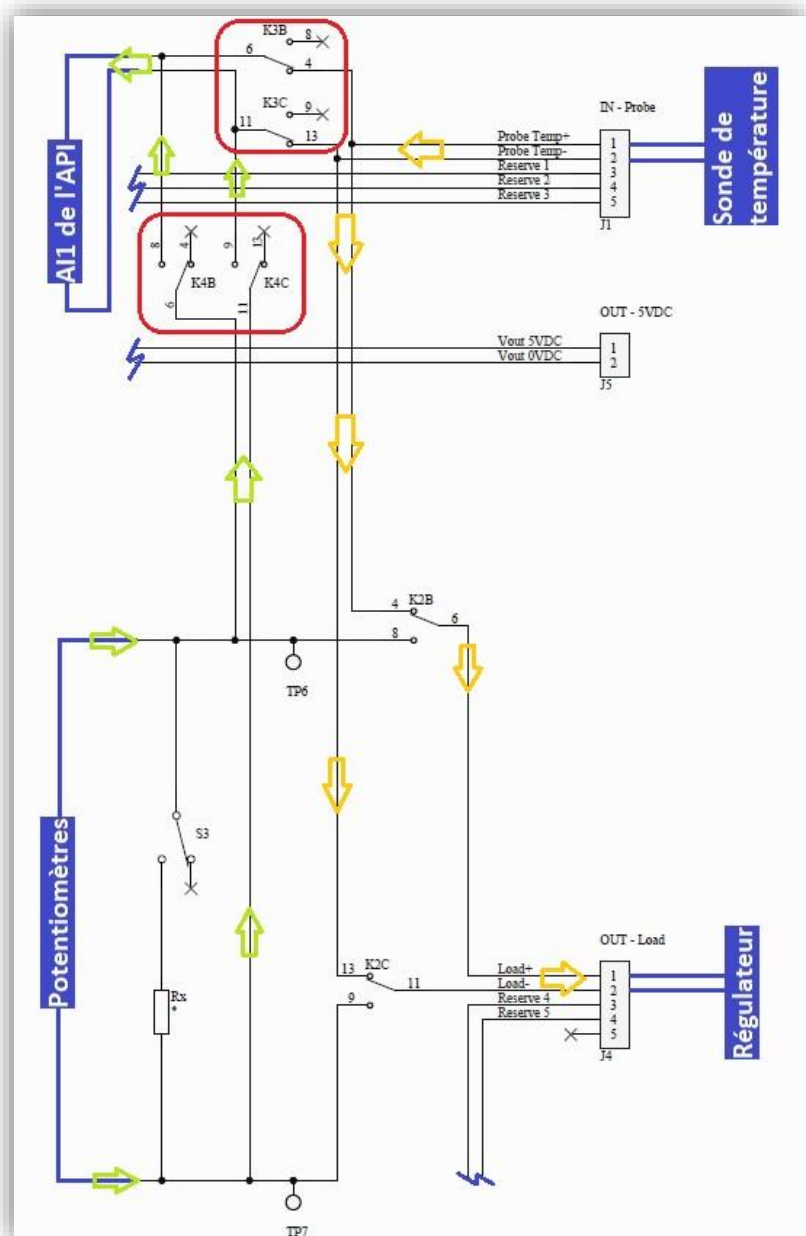 K3B
8
6
4
K3C
9
11
13
AI1 de l'API
IN - Probe
Probe Temp+
Probe Temp-
Reserve 1
Reserve 2
Reserve 3
1
2
3
4
5
J1
Sonde de
température
8
4
9
13
K4B
K4C
6
11
OUT - 5VDC
Vout 5VDC
Vout 0VDC
1
2
J5
K2B
4
6
8
TP6
Potentiomètres
S3
Rx
*
K2C
13
11
9
OUT - Load
Load+
Load-
Reserve 4
Reserve 5
1
2
3
4
5
J4
Régulateur
TP7